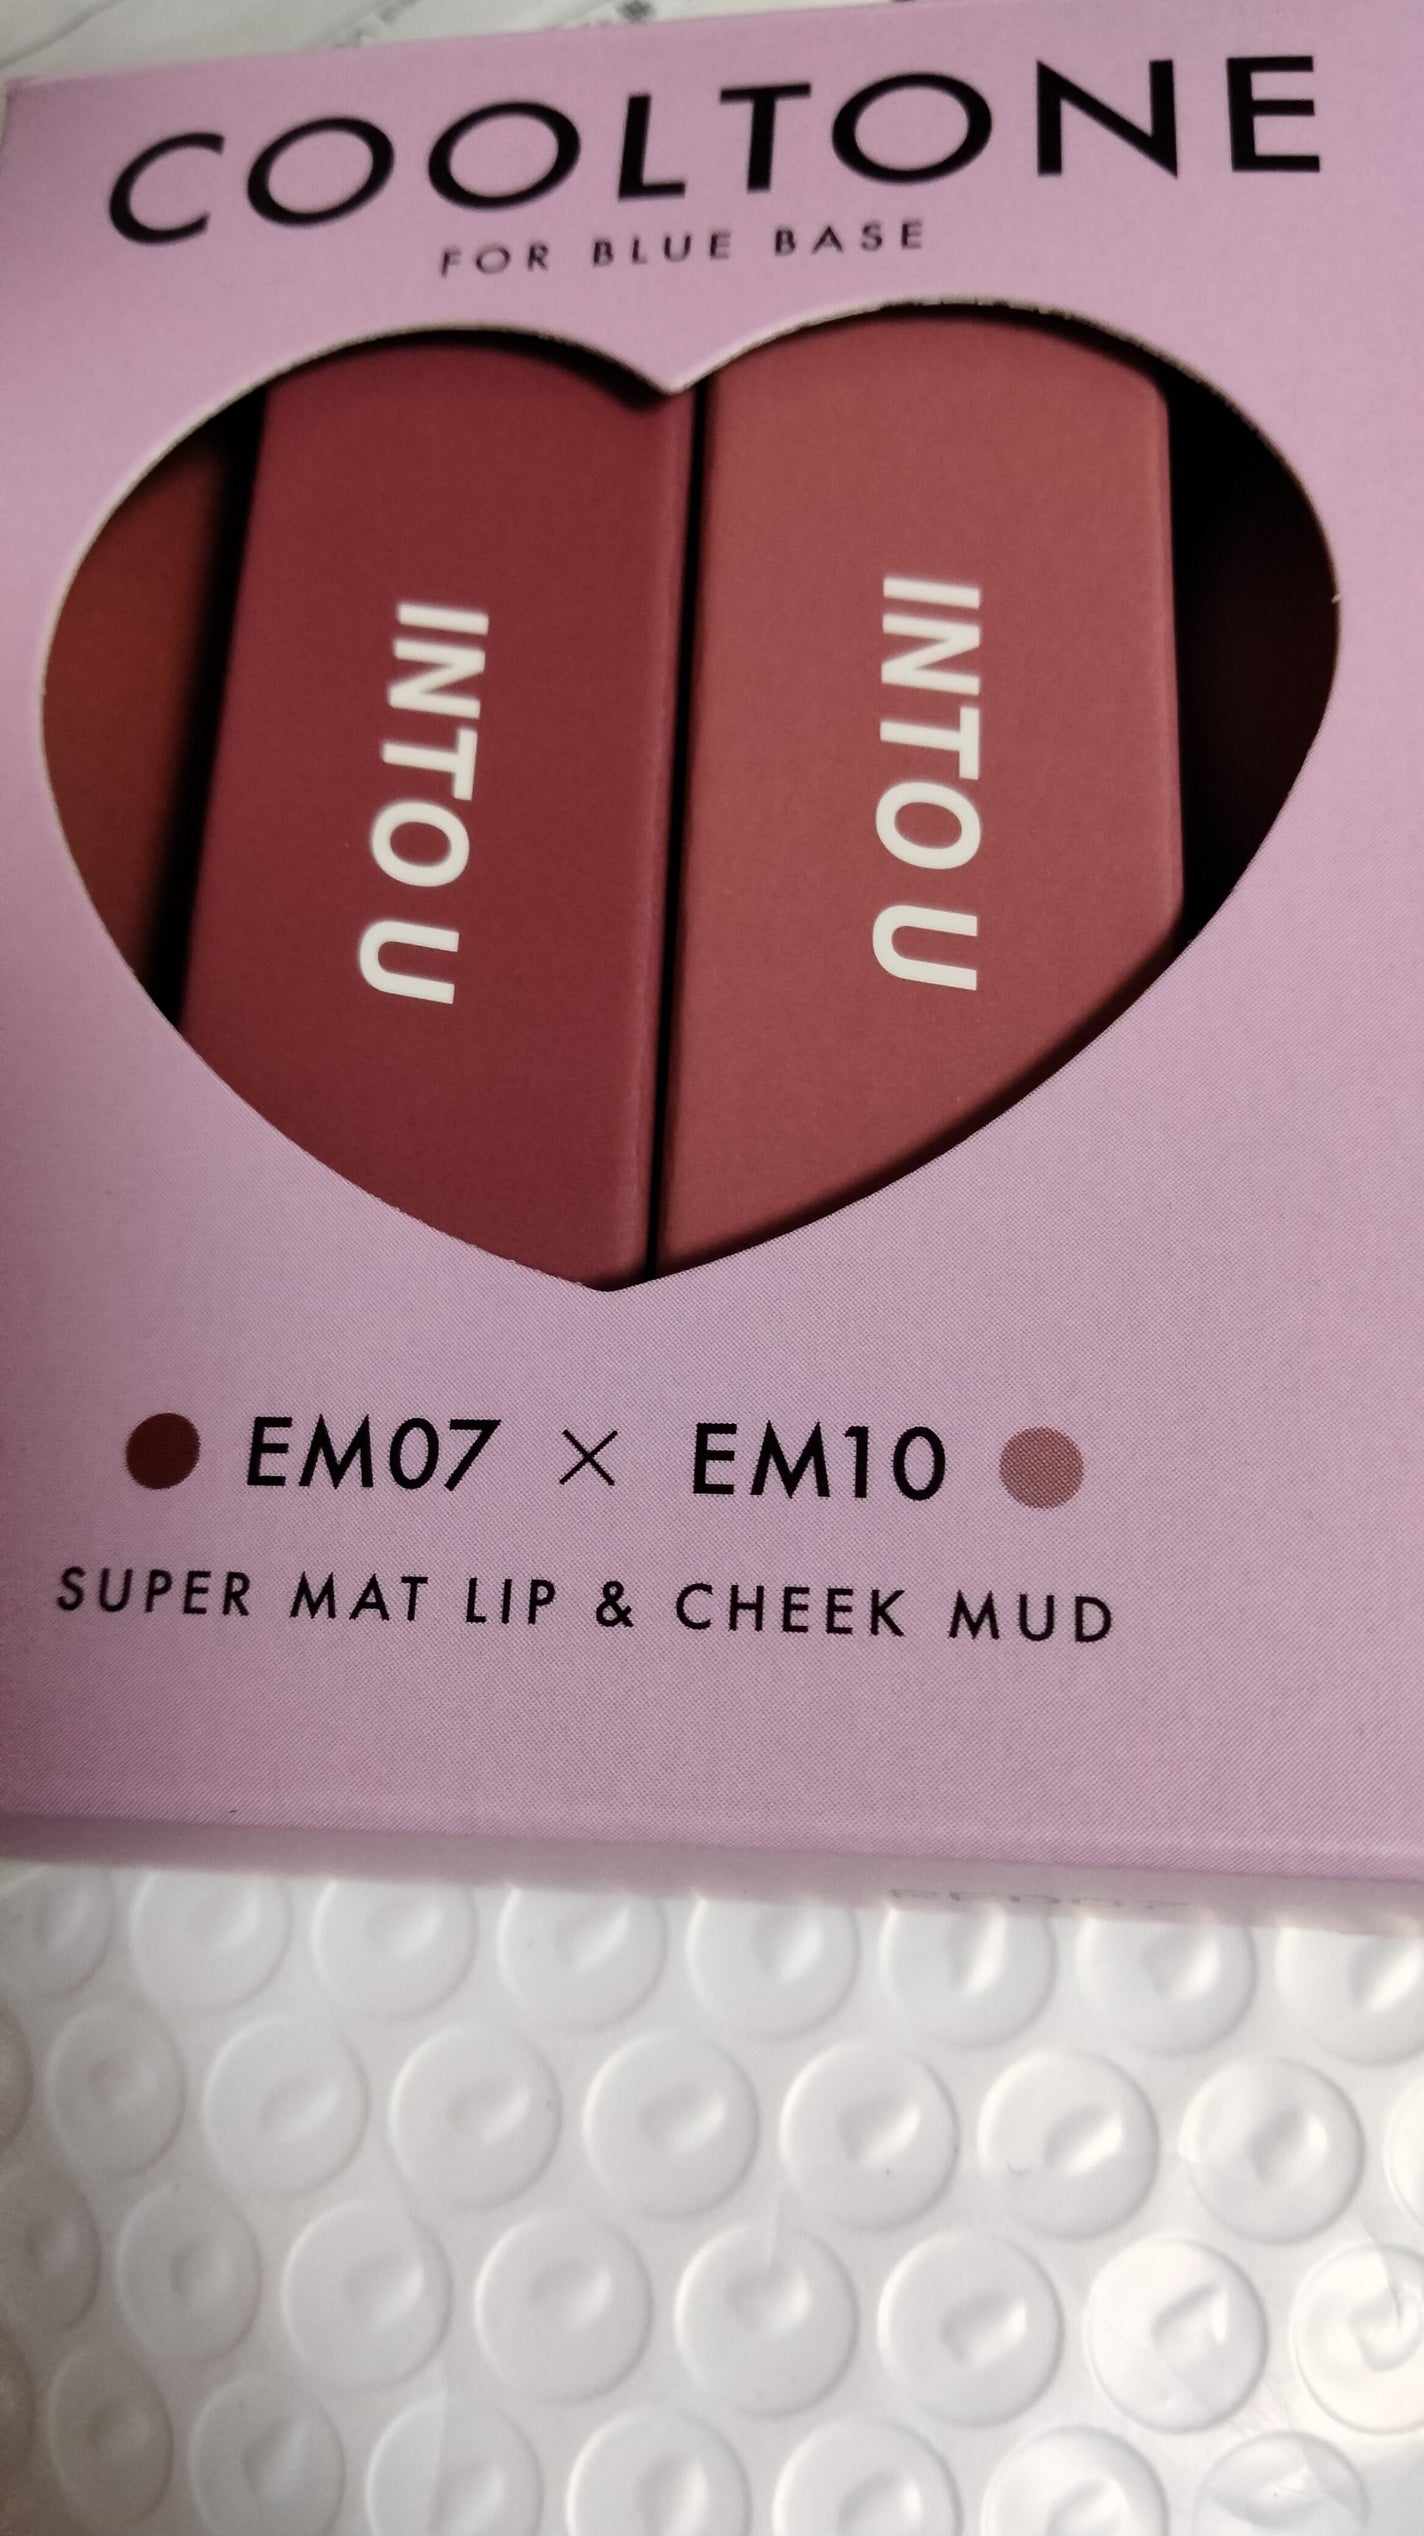 COOLTONE
FOR BLUE BASE
INTO U
INTO U
EM07 × EM10
SUPER MAT LIP & CHEEK MUD